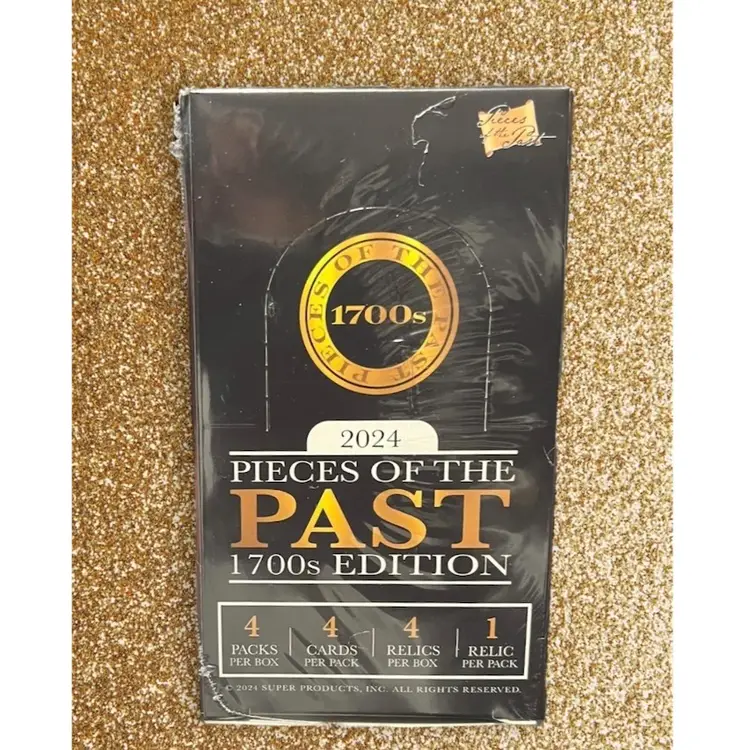 Pieces
of the
Past
PIECES OF THE PAST
1700s
2024
PIECES OF THE
PAST
1700s EDITION
4
PACKS
PER BOX
4
CARDS
PER PACK
4
RELICS
PER BOX
1
RELIC
PER PACK
© 2024 SUPER PRODUCTS, INC. ALL RIGHTS RESERVED.